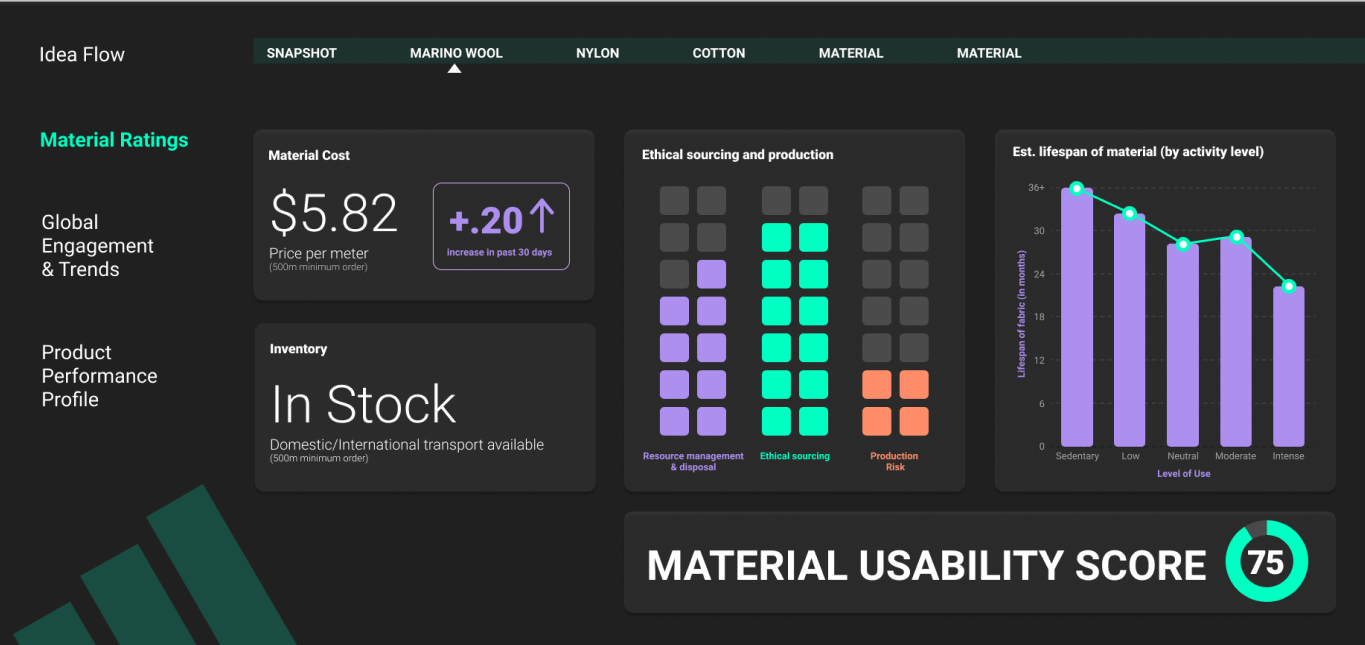 Idea Flow
SNAPSHOT
MARINO WOOL
NYLON
COTTON
MATERIAL
MATERIAL
Material Ratings
Global
Engagement
& Trends
Product
Performance
Profile
Material Cost
$5.82
Price per meter
(500m minimum order)
+.20
increase in past 30 days
Inventory
In Stock
Domestic/International transport available
(500m minimum order)
Ethical sourcing and production
Resource management
& disposal
Ethical sourcing
Production
Risk
Est. lifespan of material (by activity level)
Lifespan of fabric (in months)
36+
30
24
18
12
6
0
Sedentary
Low
Neutral
Moderate
Intense
Level of Use
MATERIAL USABILITY SCORE
75